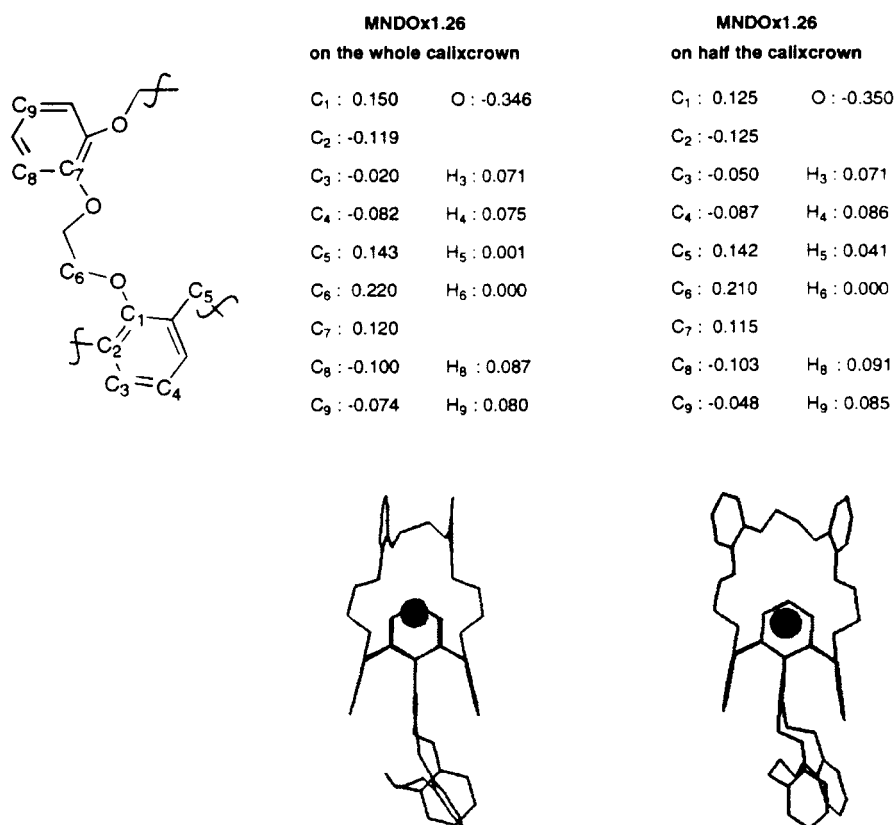 MNDOx1.26
on the whole calixcrown
C₁ : 0.150 O : -0.346
C₂ : -0.119
C₃ : -0.020 H₃ : 0.071
C₄ : -0.082 H₄ : 0.075
C₅ : 0.143 H₅ : 0.001
C₆ : 0.220 H₆ : 0.000
C₇ : 0.120
C₈ : -0.100 H₈ : 0.087
C₉ : -0.074 H₉ : 0.080
MNDOx1.26
on half the calixcrown
C₁ : 0.125 O : -0.350
C₂ : -0.125
C₃ : -0.050 H₃ : 0.071
C₄ : -0.087 H₄ : 0.086
C₅ : 0.142 H₅ : 0.041
C₆ : 0.210 H₆ : 0.000
C₇ : 0.115
C₈ : -0.103 H₈ : 0.091
C₉ : -0.048 H₉ : 0.085
C₉
O
C₈ C₇
O
C₆ O
C₅
C₁
C₂
C₃ C₄